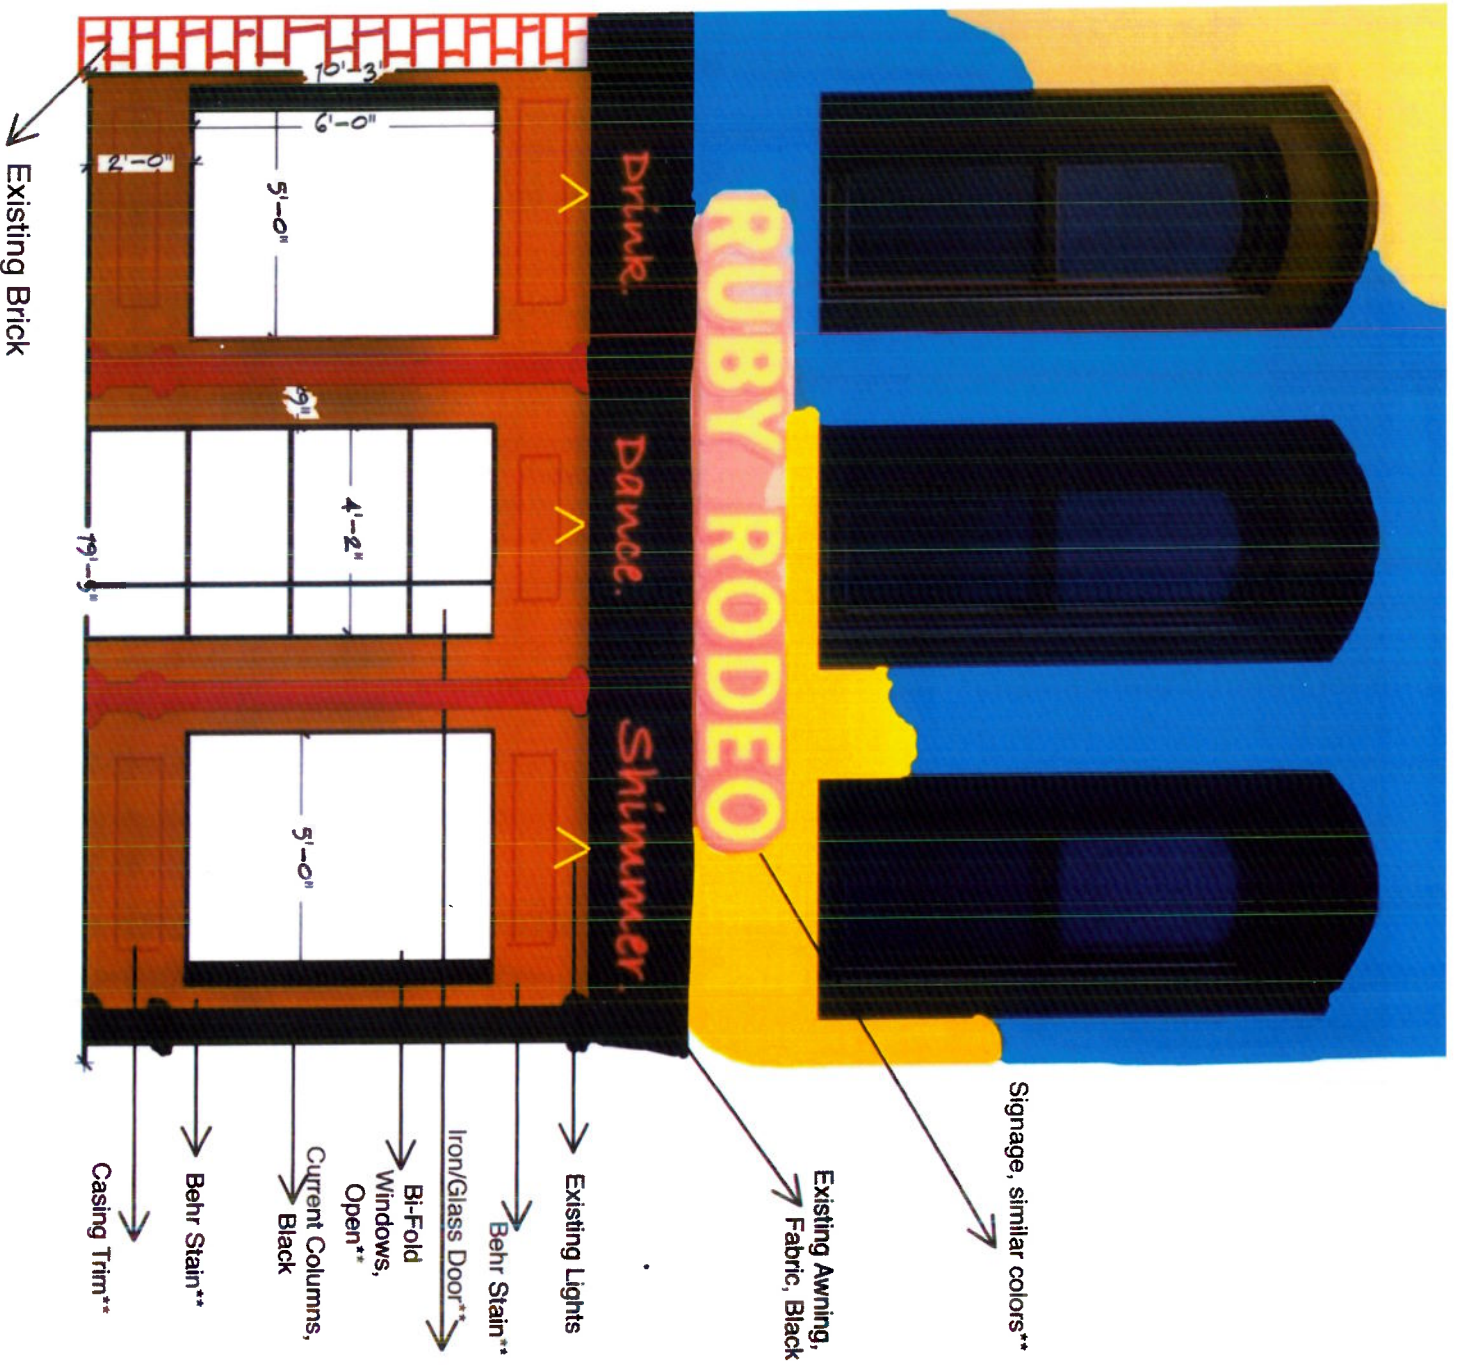 Signage, similar colors**
Existing Awning,
Fabric, Black
RUBY RODEO
Drink. Dance. Shimmer.
Existing Lights
Behr Stain**
Iron/Glass Door**
Bi-Fold
Windows,
Open**
Current Columns,
Black
Behr Stain**
Casing Trim**
Existing Brick
10'-3"
6'-0"
2'-0"
5'-0"
9"
4'-2"
5'-0"